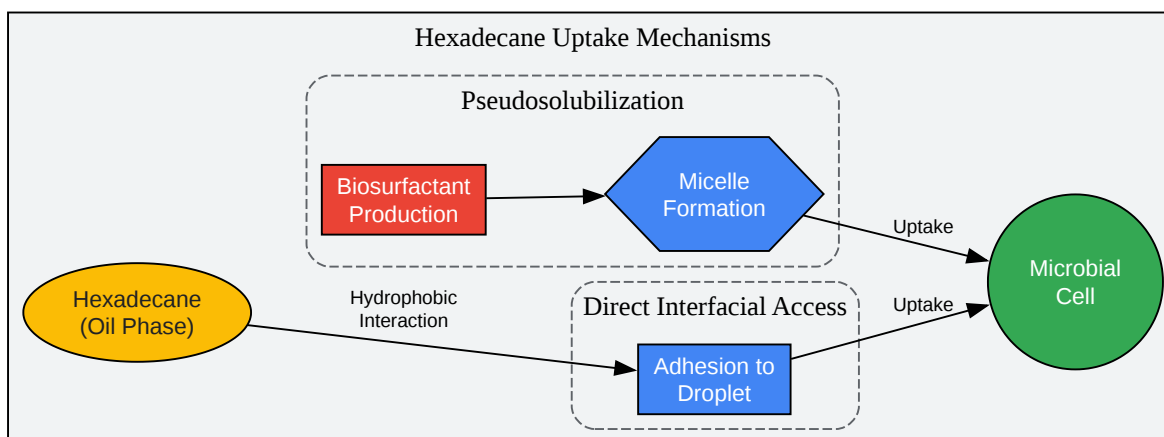 Hexadecane Uptake Mechanisms
Pseudosolubilization
Biosurfactant
Production
Micelle
Formation
Uptake
Microbial
Cell
Hexadecane
(Oil Phase)
Hydrophobic
Interaction
Direct Interfacial Access
Uptake
Adhesion to
Droplet